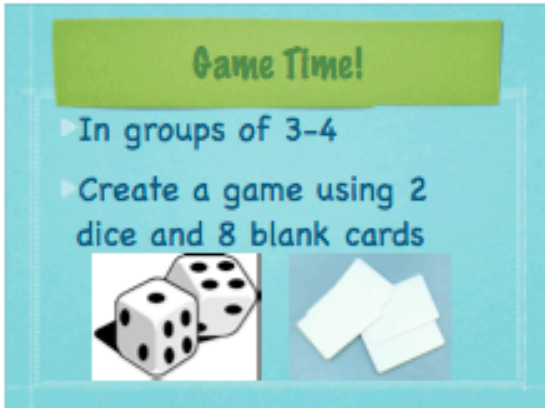 Game Time!
In groups of 3-4
Create a game using 2
dice and 8 blank cards